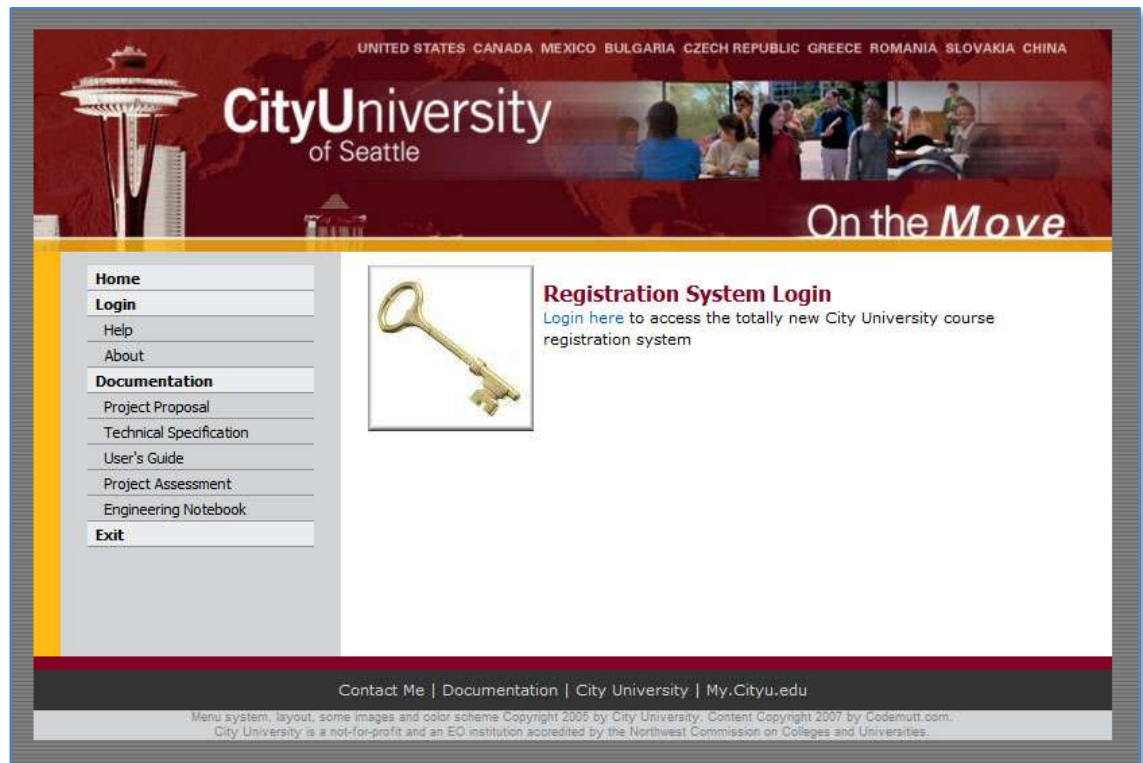 UNITED STATES CANADA MEXICO BULGARIA CZECH REPUBLIC GREECE ROMANIA SLOVAKIA CHINA
CityUniversity
of Seattle
On the Move
Home
Login
Help
About
Documentation
Project Proposal
Technical Specification
User's Guide
Project Assessment
Engineering Notebook
Exit
Registration System Login
Login here to access the totally new City University course
registration system
Contact Me | Documentation | City University | My.Cityu.edu
Menu system, layout, some images and color scheme Copyright 2005 by City University. Content Copyright 2007 by Codemutt.com.
City University is a not-for-profit and an EO institution accredited by the Northwest Commission on Colleges and Universities.